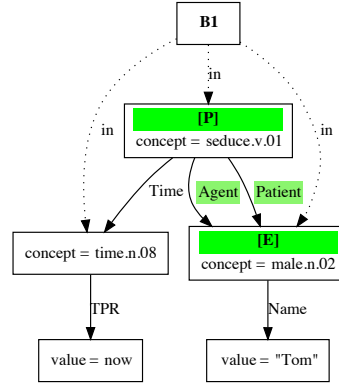 B1
in
in
in
[P]
concept = seduce.v.01
Time
Agent
Patient
concept = time.n.08
[E]
concept = male.n.02
TPR
Name
value = now
value = "Tom"